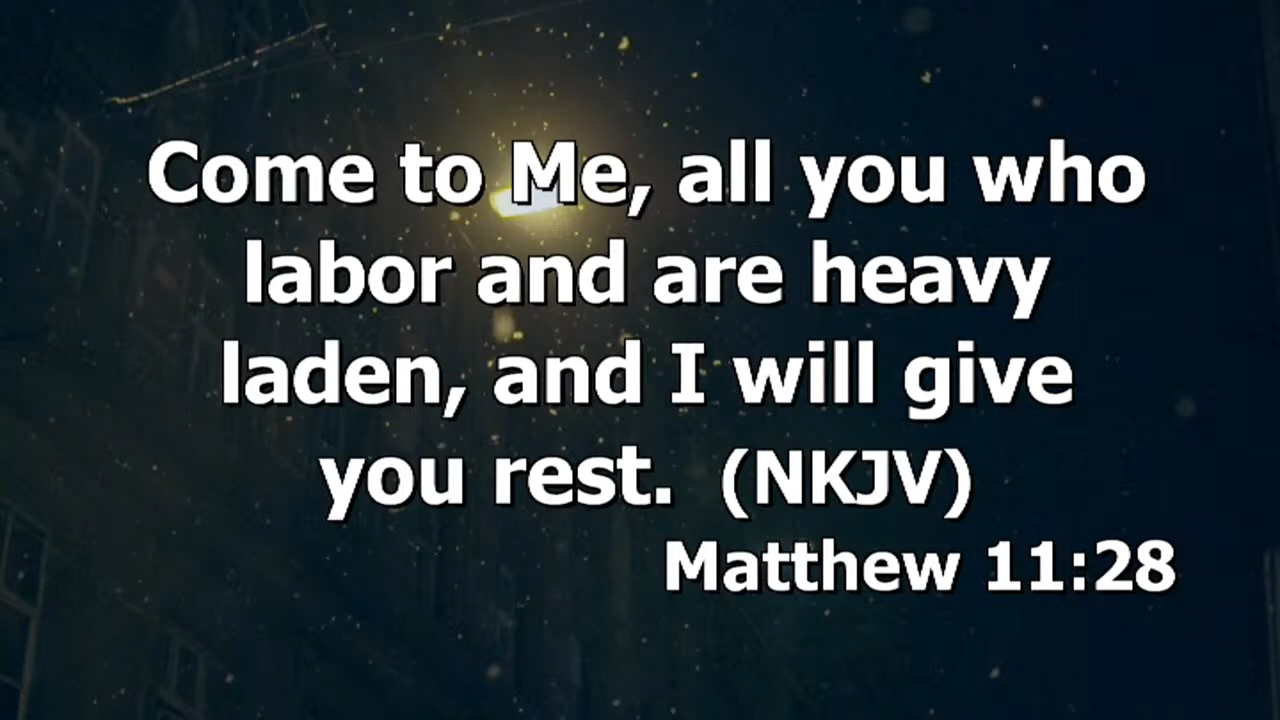 Come to Me, all you who
labor and are heavy
laden, and I will give
you rest. (NKJV)
Matthew 11:28